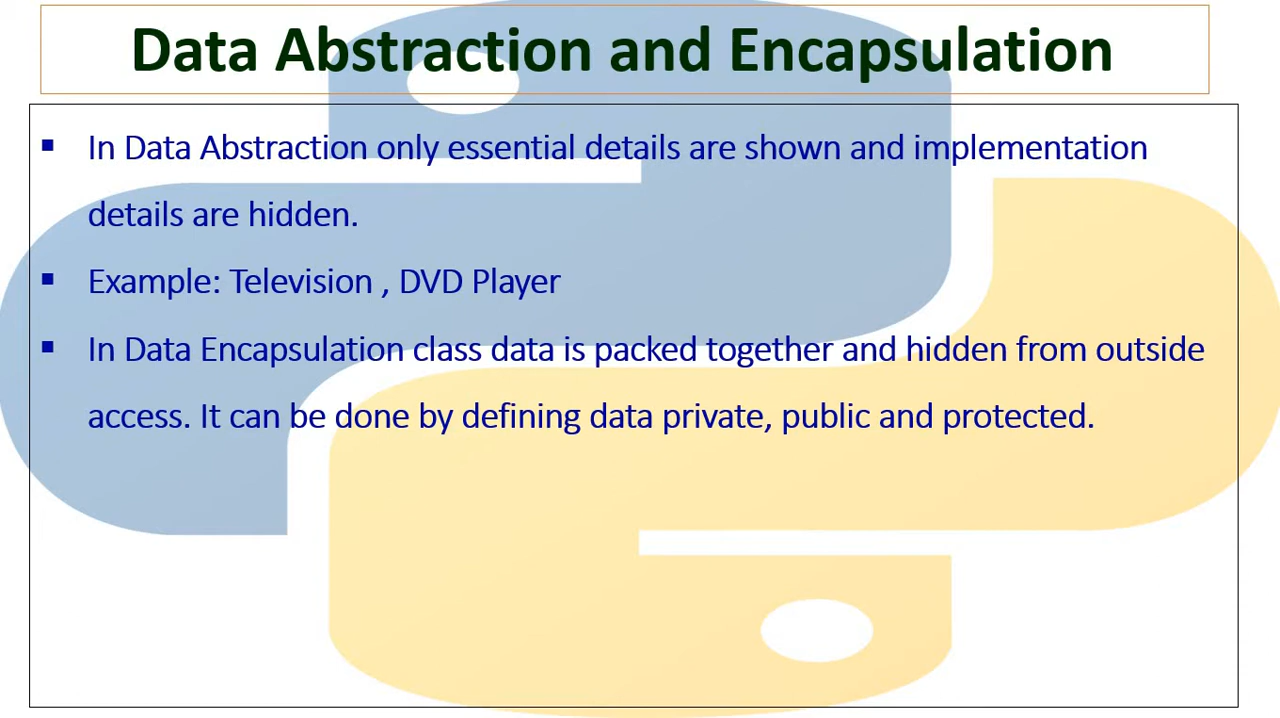 Data Abstraction and Encapsulation
▪ In Data Abstraction only essential details are shown and implementation
details are hidden.
▪ Example: Television , DVD Player
▪ In Data Encapsulation class data is packed together and hidden from outside
access. It can be done by defining data private, public and protected.